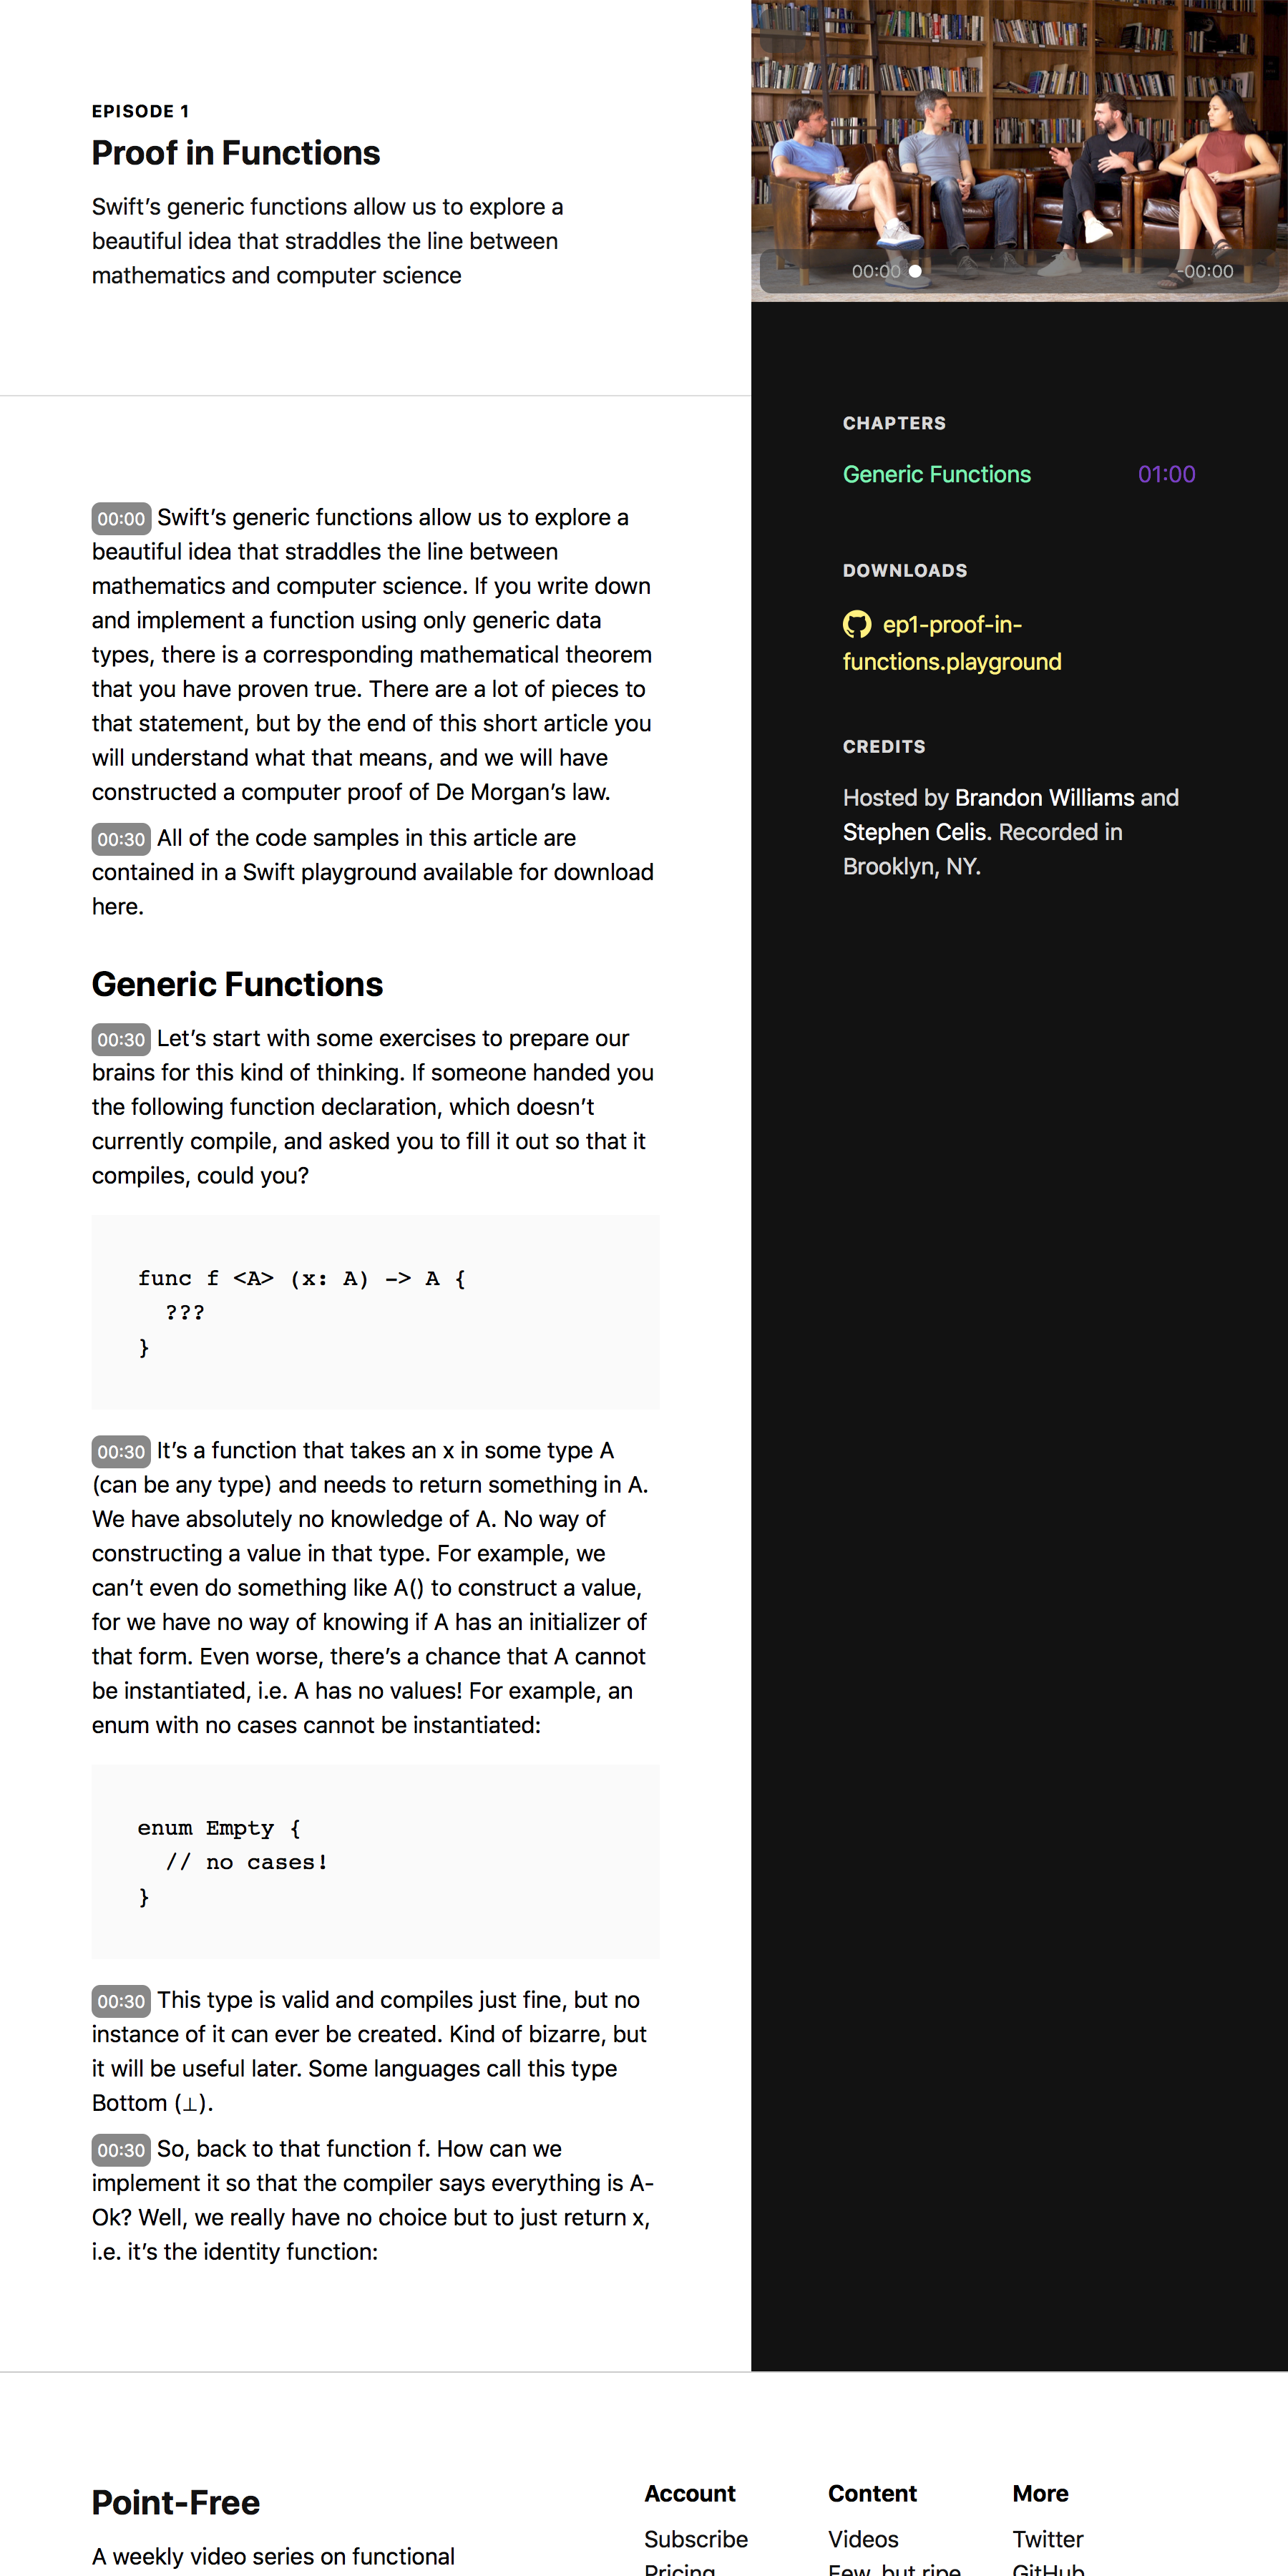 EPISODE 1
Proof in Functions
Swift’s generic functions allow us to explore a
beautiful idea that straddles the line between
mathematics and computer science
00:00 Swift’s generic functions allow us to explore a
beautiful idea that straddles the line between
mathematics and computer science. If you write down
and implement a function using only generic data
types, there is a corresponding mathematical theorem
that you have proven true. There are a lot of pieces to
that statement, but by the end of this short article you
will understand what that means, and we will have
constructed a computer proof of De Morgan’s law.
00:30 All of the code samples in this article are
contained in a Swift playground available for download
here.
Generic Functions
00:30 Let’s start with some exercises to prepare our
brains for this kind of thinking. If someone handed you
the following function declaration, which doesn’t
currently compile, and asked you to fill it out so that it
compiles, could you?
func f <A> (x: A) -> A {
  ???
}
00:30 It’s a function that takes an x in some type A
(can be any type) and needs to return something in A.
We have absolutely no knowledge of A. No way of
constructing a value in that type. For example, we
can’t even do something like A() to construct a value,
for we have no way of knowing if A has an initializer of
that form. Even worse, there’s a chance that A cannot
be instantiated, i.e. A has no values! For example, an
enum with no cases cannot be instantiated:
enum Empty {
  // no cases!
}
00:30 This type is valid and compiles just fine, but no
instance of it can ever be created. Kind of bizarre, but
it will be useful later. Some languages call this type
Bottom (⊥).
00:30 So, back to that function f. How can we
implement it so that the compiler says everything is A-
Ok? Well, we really have no choice but to just return x,
i.e. it’s the identity function:
00:00 -00:00
CHAPTERS
Generic Functions 01:00
DOWNLOADS
ep1-proof-in-
functions.playground
CREDITS
Hosted by Brandon Williams and
Stephen Celis. Recorded in
Brooklyn, NY.
Point-Free
A weekly video series on functional
Account
Subscribe
Pricing
Content
Videos
Few, but ripe
More
Twitter
GitHub